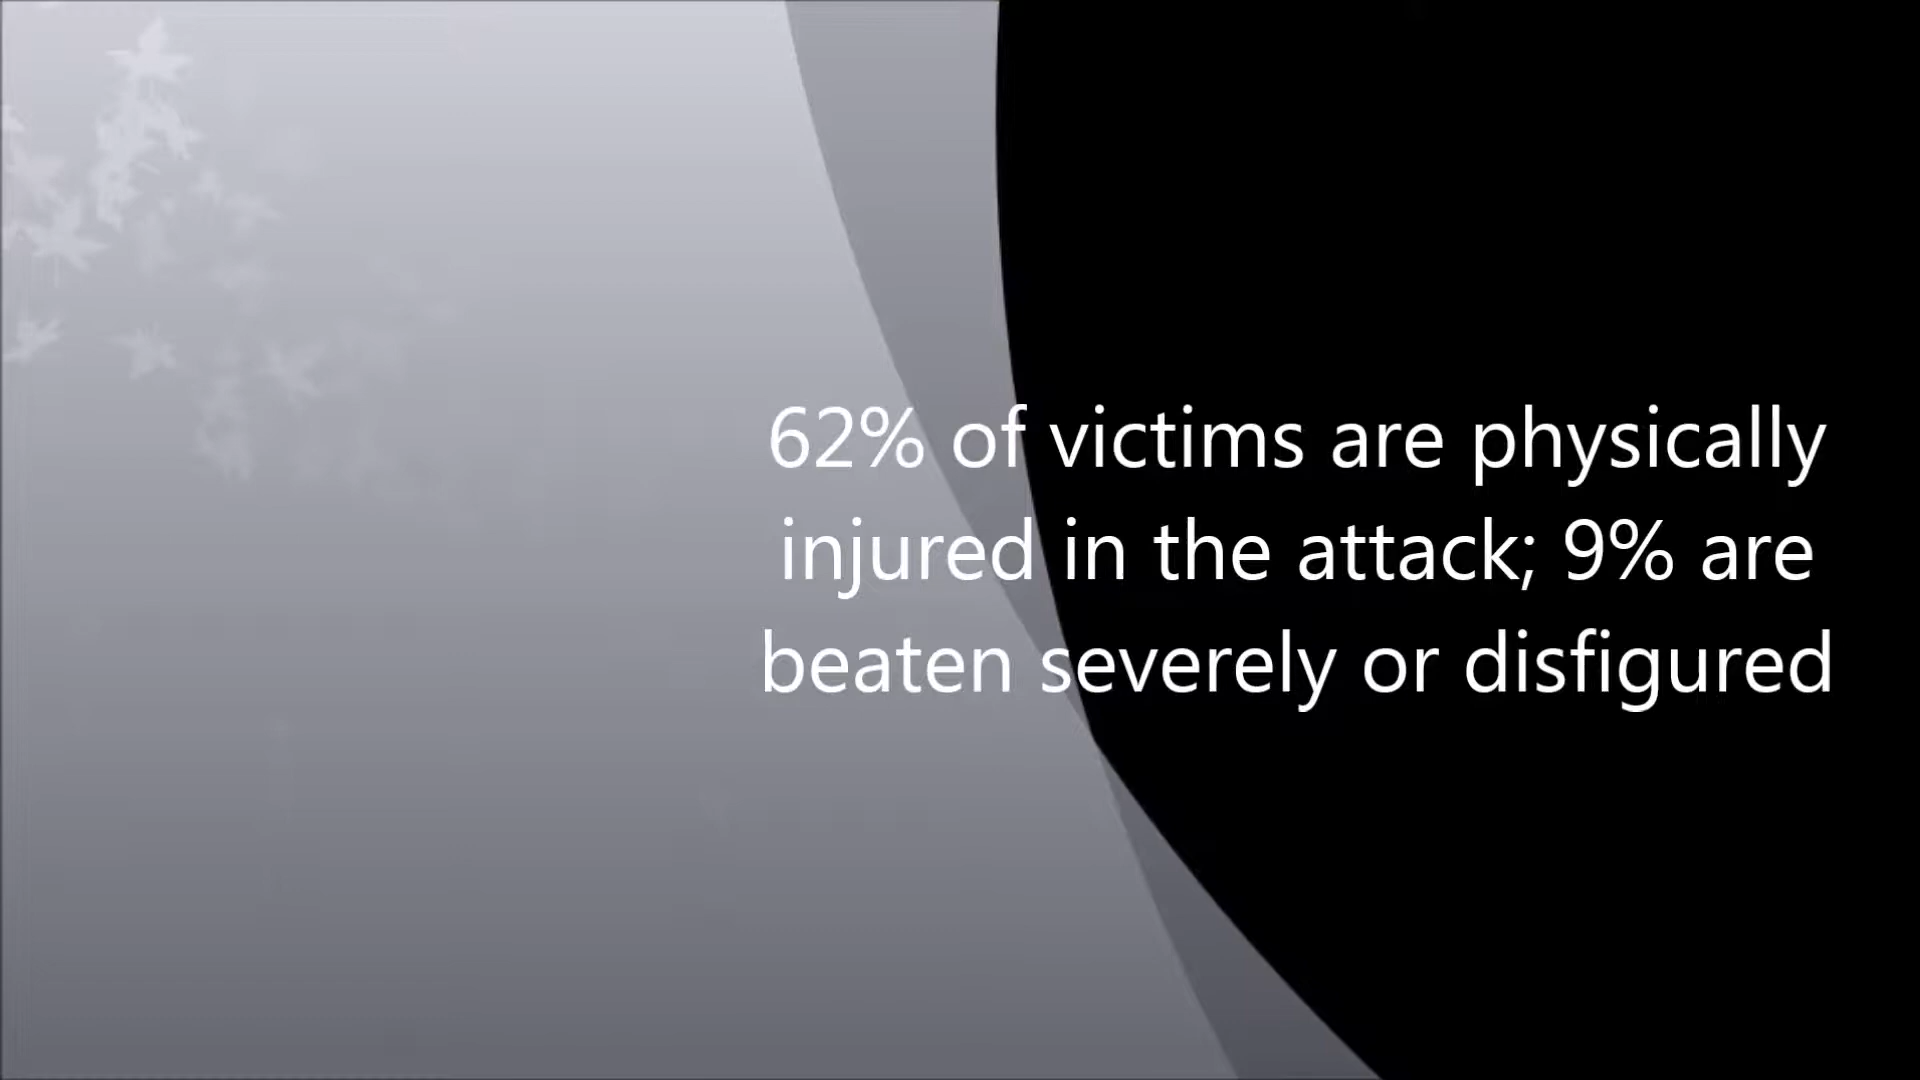 62% of victims are physically
injured in the attack; 9% are
beaten severely or disfigured